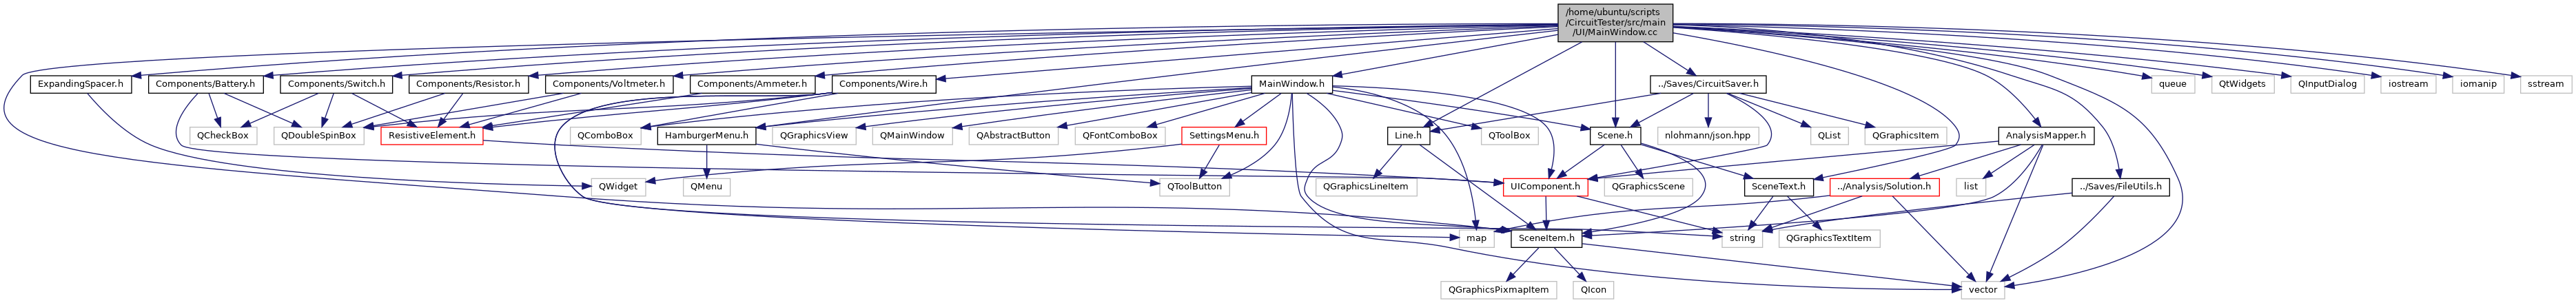 /home/ubuntu/scripts
/CircuitTester/src/main
/UI/MainWindow.cc
ExpandingSpacer.h
Components/Battery.h
Components/Switch.h
Components/Resistor.h
Components/Voltmeter.h
Components/Ammeter.h
Components/Wire.h
MainWindow.h
../Saves/CircuitSaver.h
queue
QtWidgets
QInputDialog
iostream
iomanip
sstream
QCheckBox
QDoubleSpinBox
ResistiveElement.h
QComboBox
HamburgerMenu.h
QGraphicsView
QMainWindow
QAbstractButton
QFontComboBox
SettingsMenu.h
QToolBox
Line.h
Scene.h
nlohmann/json.hpp
QList
QGraphicsItem
AnalysisMapper.h
QWidget
QMenu
QToolButton
UIComponent.h
QGraphicsLineItem
QGraphicsScene
SceneText.h
../Analysis/Solution.h
list
../Saves/FileUtils.h
map
SceneItem.h
string
QGraphicsTextItem
QGraphicsPixmapItem
QIcon
vector